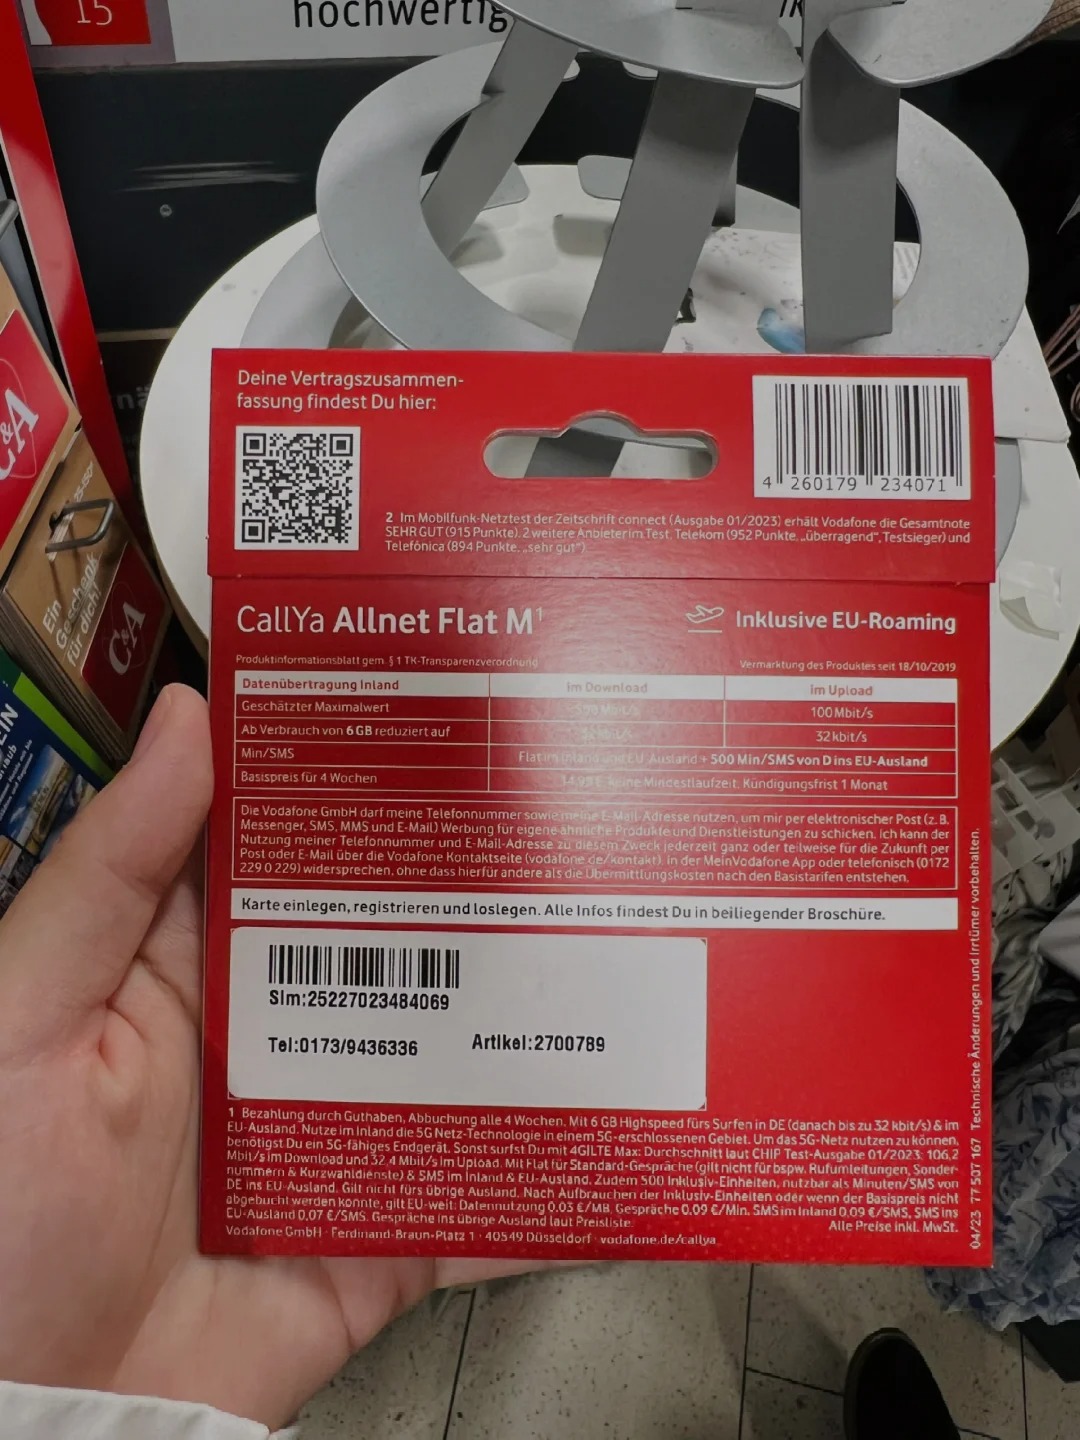 15
hochwertig
C&A
Ein
Geschenk
für dich!
C&A
Deine Vertragszusammen-
fassung findest Du hier:
4 260179 234071
2 Im Mobilfunk-Netztest der Zeitschrift connect (Ausgabe 01/2023) erhält Vodafone die Gesamtnote
SEHR GUT (915 Punkte). 2 weitere Anbieter im Test. Telekom (952 Punkte, „überragend“, Testsieger) und
Telefónica (894 Punkte, „sehr gut“)
CallYa Allnet Flat M¹
Inklusive EU-Roaming
Produktinformationsblatt gem. § 1 TK-Transparenzverordnung
Vermarktung des Produktes seit 18/10/2019
Datenübertragung Inland im Download im Upload
Geschätzter Maximalwert 100 Mbit/s
Ab Verbrauch von 6 GB reduziert auf 32 kbit/s
Min/SMS Flat im Inland und EU-Ausland + 500 Min/SMS von D ins EU-Ausland
Basispreis für 4 Wochen keine Mindestlaufzeit. Kündigungsfrist 1 Monat
Die Vodafone GmbH darf meine Telefonnummer sowie meine E-Mail-Adresse nutzen, um mir per elektronischer Post (z. B.
Messenger, SMS, MMS und E-Mail) Werbung für eigene ähnliche Produkte und Dienstleistungen zu schicken. Ich kann der
Nutzung meiner Telefonnummer und E-Mail-Adresse zu diesem Zweck jederzeit ganz oder teilweise für die Zukunft per
Post oder E-Mail über die Vodafone Kontaktseite (vodafone.de/kontakt), in der MeinVodafone App oder telefonisch (0172
229 0 229) widersprechen, ohne dass hierfür andere als die Übermittlungskosten nach den Basistarifen entstehen.
Karte einlegen, registrieren und loslegen. Alle Infos findest Du in beiliegender Broschüre.
Sim:25227023484069
Tel:0173/9436336 Artikel:2700789
1 Bezahlung durch Guthaben, Abbuchung alle 4 Wochen. Mit 6 GB Highspeed fürs Surfen in DE (danach bis zu 32 kbit/s) & im
EU-Ausland. Nutze im Inland die 5G Netz-Technologie in einem 5G-erschlossenen Gebiet. Um das 5G-Netz nutzen zu können,
benötigst Du ein 5G-fähiges Endgerät. Sonst surfst Du mit 4G|LTE Max: Durchschnitt laut CHIP Test-Ausgabe 01/2023: 106,2
Mbit/s im Download und 32,4 Mbit/s im Upload. Mit Flat für Standard-Gespräche (gilt nicht für bspw. Rufumleitungen, Sonder-
nummern & Kurzwahldienste) & SMS im Inland & EU-Ausland. Zudem 500 Inklusiv-Einheiten, nutzbar als Minuten/SMS von
DE ins EU-Ausland. Gilt nicht fürs übrige Ausland. Nach Aufbrauchen der Inklusiv-Einheiten oder wenn der Basispreis nicht
abgebucht werden konnte, gilt EU-weit: Datennutzung 0.03 €/MB, Gespräche 0.09 €/Min. SMS im Inland 0.09 €/SMS, SMS ins
EU-Ausland 0.07 €/SMS. Gespräche ins übrige Ausland laut Preisliste. Alle Preise inkl. MwSt.
Vodafone GmbH · Ferdinand-Braun-Platz 1 · 40549 Düsseldorf · vodafone.de/callya
04/23 77 507 167 Technische Änderungen und Irrtümer vorbehalten.